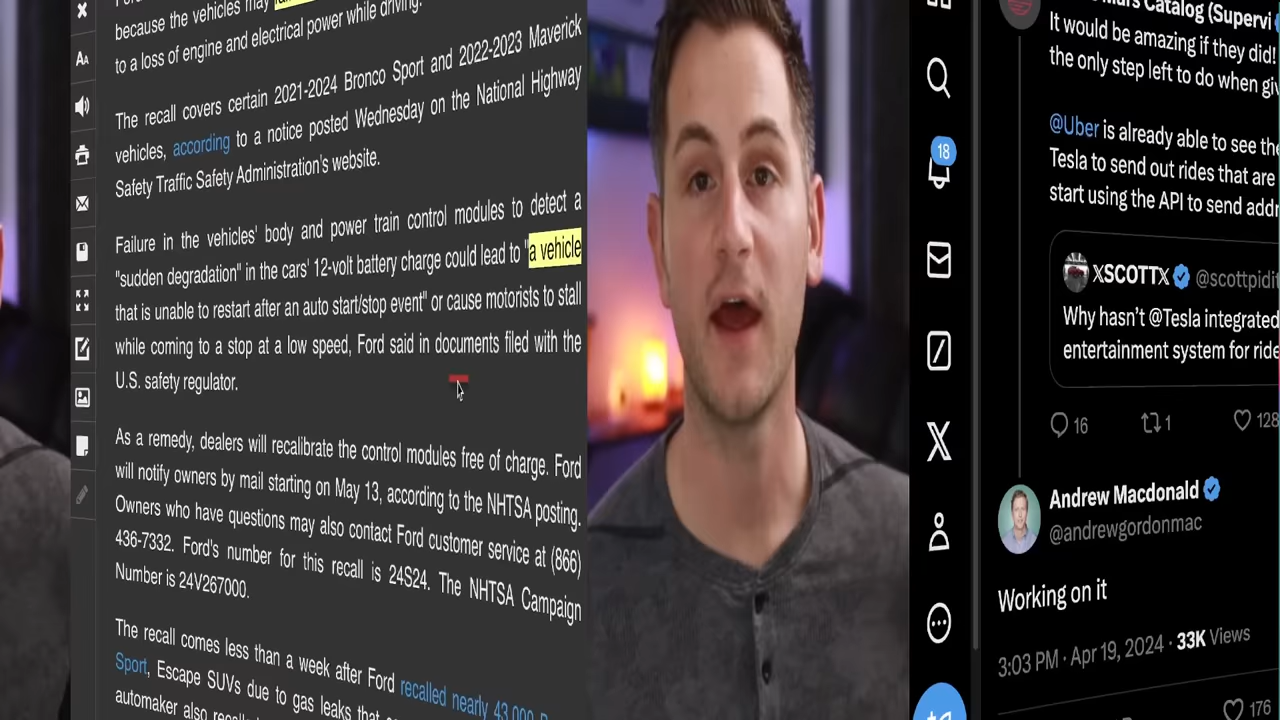 because the vehicles may
to a loss of engine and electrical power while driving.
The recall covers certain 2021-2024 Bronco Sport and 2022-2023 Maverick
vehicles, according to a notice posted Wednesday on the National Highway
Safety Traffic Safety Administration's website.
Failure in the vehicles' body and power train control modules to detect a
"sudden degradation" in the cars' 12-volt battery charge could lead to "a vehicle
that is unable to restart after an auto start/stop event" or cause motorists to stall
while coming to a stop at a low speed, Ford said in documents filed with the
U.S. safety regulator.
As a remedy, dealers will recalibrate the control modules free of charge. Ford
will notify owners by mail starting on May 13, according to the NHTSA posting.
Owners who have questions may also contact Ford customer service at (866)
436-7332. Ford's number for this recall is 24S24. The NHTSA Campaign
Number is 24V267000.
The recall comes less than a week after Ford recalled nearly 43,000
Sport, Escape SUVs due to gas leaks that
automaker also
AA
18
Mars Catalog (Supervi
It would be amazing if they did!
the only step left to do when giv
@Uber is already able to see the
Tesla to send out rides that are
start using the API to send addr
XSCOTTX @scottpidit
Why hasn't @Tesla integrated
entertainment system for ride
16 1 128
Andrew Macdonald
@andrewgordonmac
Working on it
3:03 PM · Apr 19, 2024 · 33K Views
176